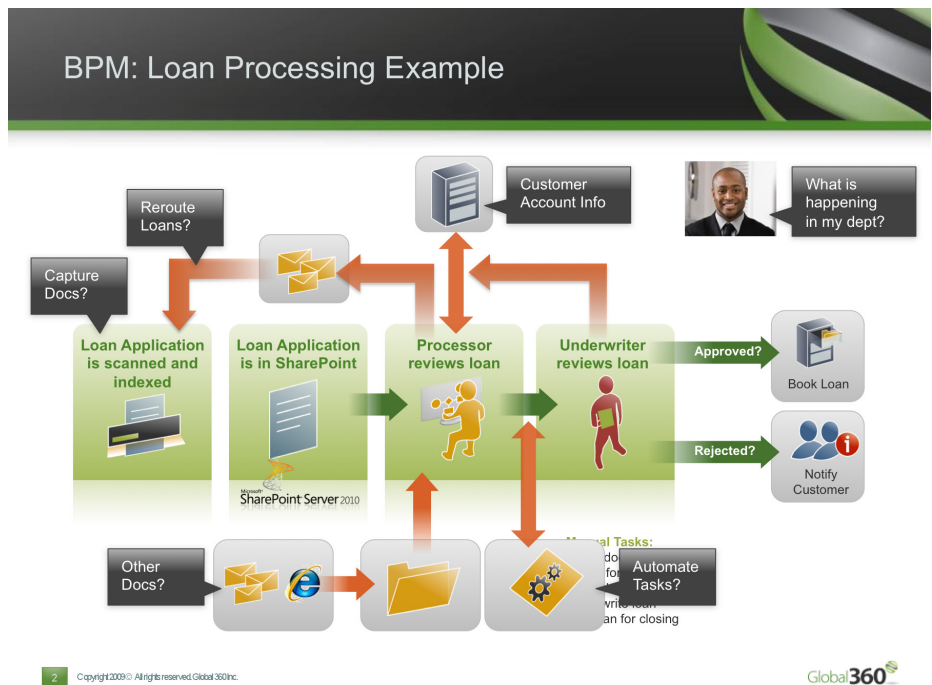 BPM: Loan Processing Example
Customer
Account Info
What is
happening
in my dept?
Reroute
Loans?
Capture
Docs?
Loan Application
is scanned and
indexed
Loan Application
is in SharePoint
Processor
reviews loan
Underwriter
reviews loan
Approved?
Book Loan
Rejected?
Notify
Customer
Microsoft®
SharePoint Server 2010
Tasks:
Other
Docs?
Automate
Tasks?
loan
for closing
2
Copyright 2009 © All rights reserved. Global 360 Inc.
Global360